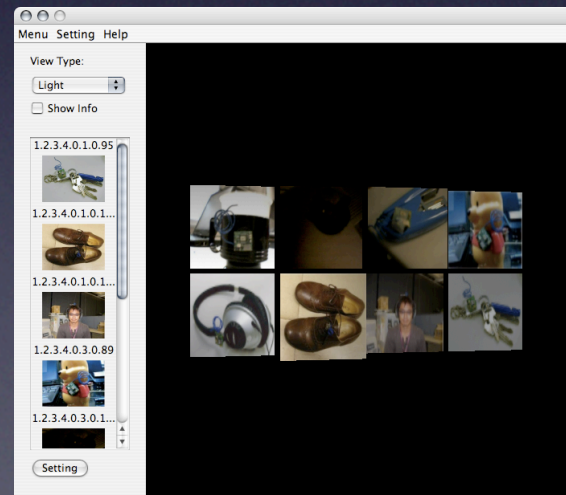 Menu Setting Help
View Type:
Light
Show Info
1.2.3.4.0.1.0.95
1.2.3.4.0.1.0.1...
1.2.3.4.0.1.0.1...
1.2.3.4.0.3.0.89
1.2.3.4.0.3.0.1...
Setting